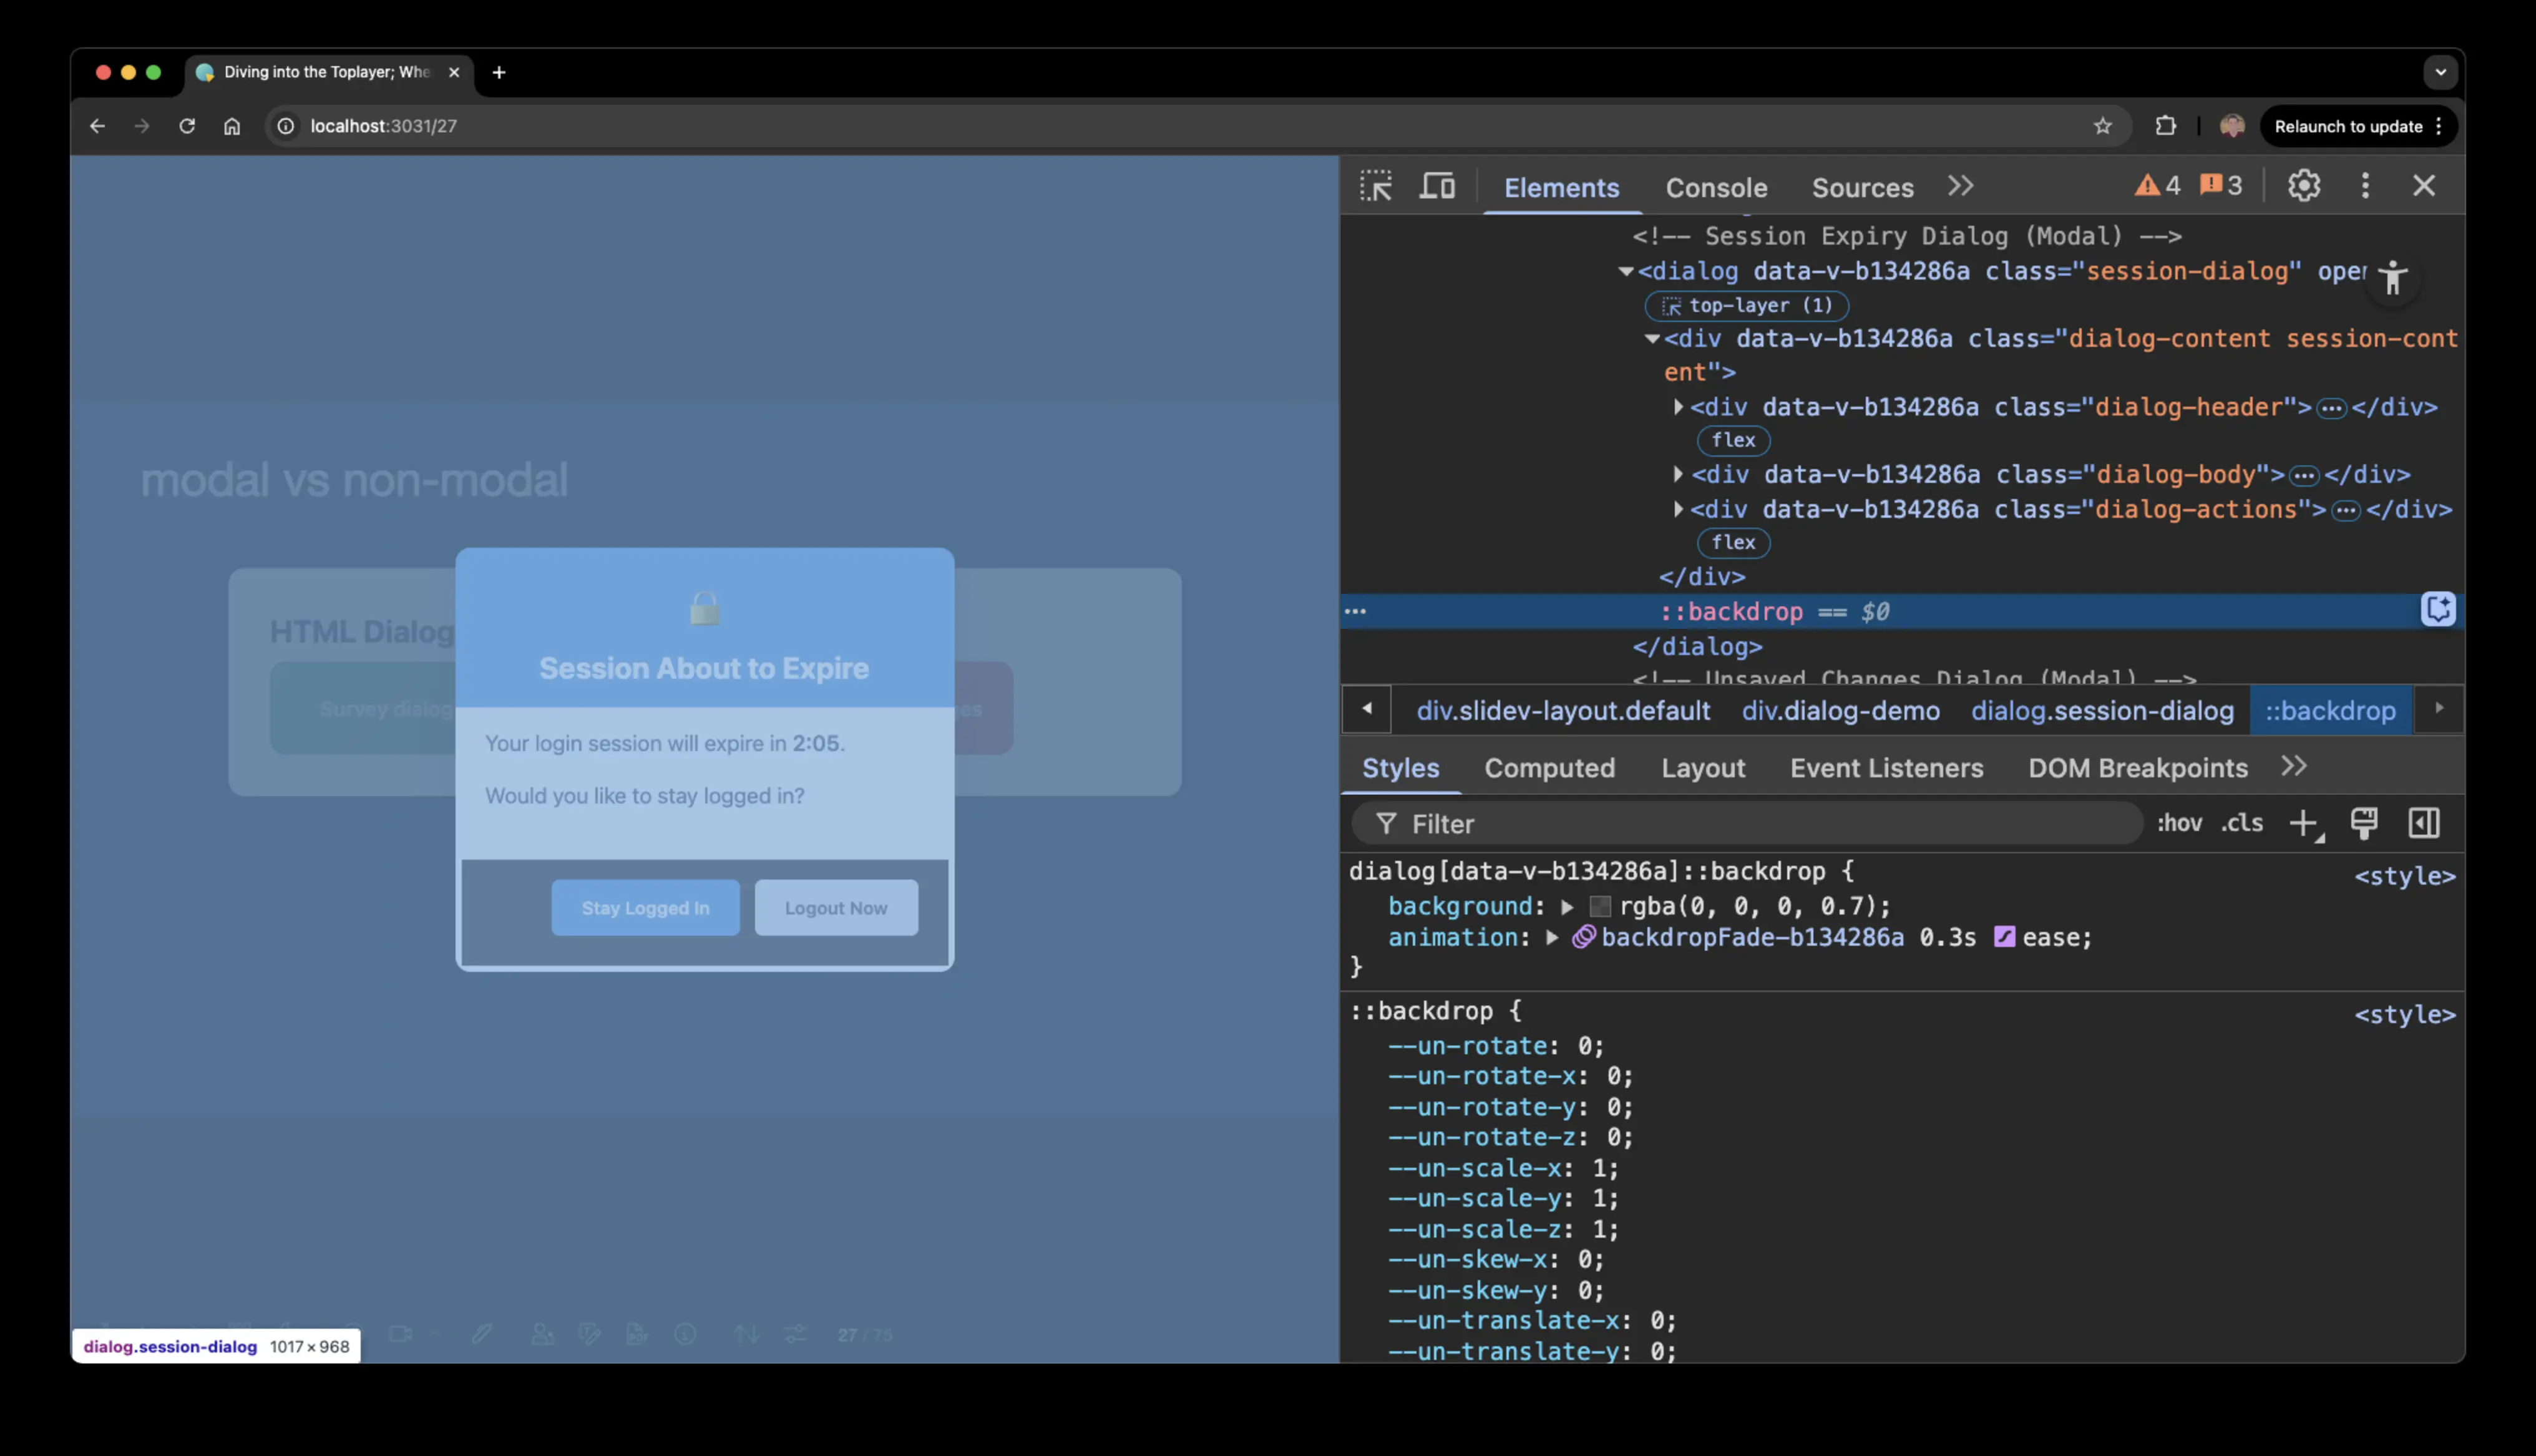 Diving into the Toplayer; Whe
localhost:3031/27
Relaunch to update
modal vs non-modal
HTML Dialog
Survey dialog
es
Session About to Expire
Your login session will expire in 2:05.
Would you like to stay logged in?
Stay Logged In
Logout Now
27 / 75
dialog.session-dialog 1017 × 968
Elements
Console
Sources
4
3
<!-- Session Expiry Dialog (Modal) -->
<dialog data-v-b134286a class="session-dialog" open
top-layer (1)
<div data-v-b134286a class="dialog-content session-cont
ent">
<div data-v-b134286a class="dialog-header">…</div>
flex
<div data-v-b134286a class="dialog-body">…</div>
<div data-v-b134286a class="dialog-actions">…</div>
flex
</div>
::backdrop == $0
</dialog>
<!-- Unsaved Changes Dialog (Modal) -->
div.slidev-layout.default
div.dialog-demo
dialog.session-dialog
::backdrop
Styles
Computed
Layout
Event Listeners
DOM Breakpoints
Filter
:hov
.cls
dialog[data-v-b134286a]::backdrop {
<style>
background: rgba(0, 0, 0, 0.7);
animation: backdropFade-b134286a 0.3s ease;
}
::backdrop {
<style>
--un-rotate: 0;
--un-rotate-x: 0;
--un-rotate-y: 0;
--un-rotate-z: 0;
--un-scale-x: 1;
--un-scale-y: 1;
--un-scale-z: 1;
--un-skew-x: 0;
--un-skew-y: 0;
--un-translate-x: 0;
--un-translate-y: 0;